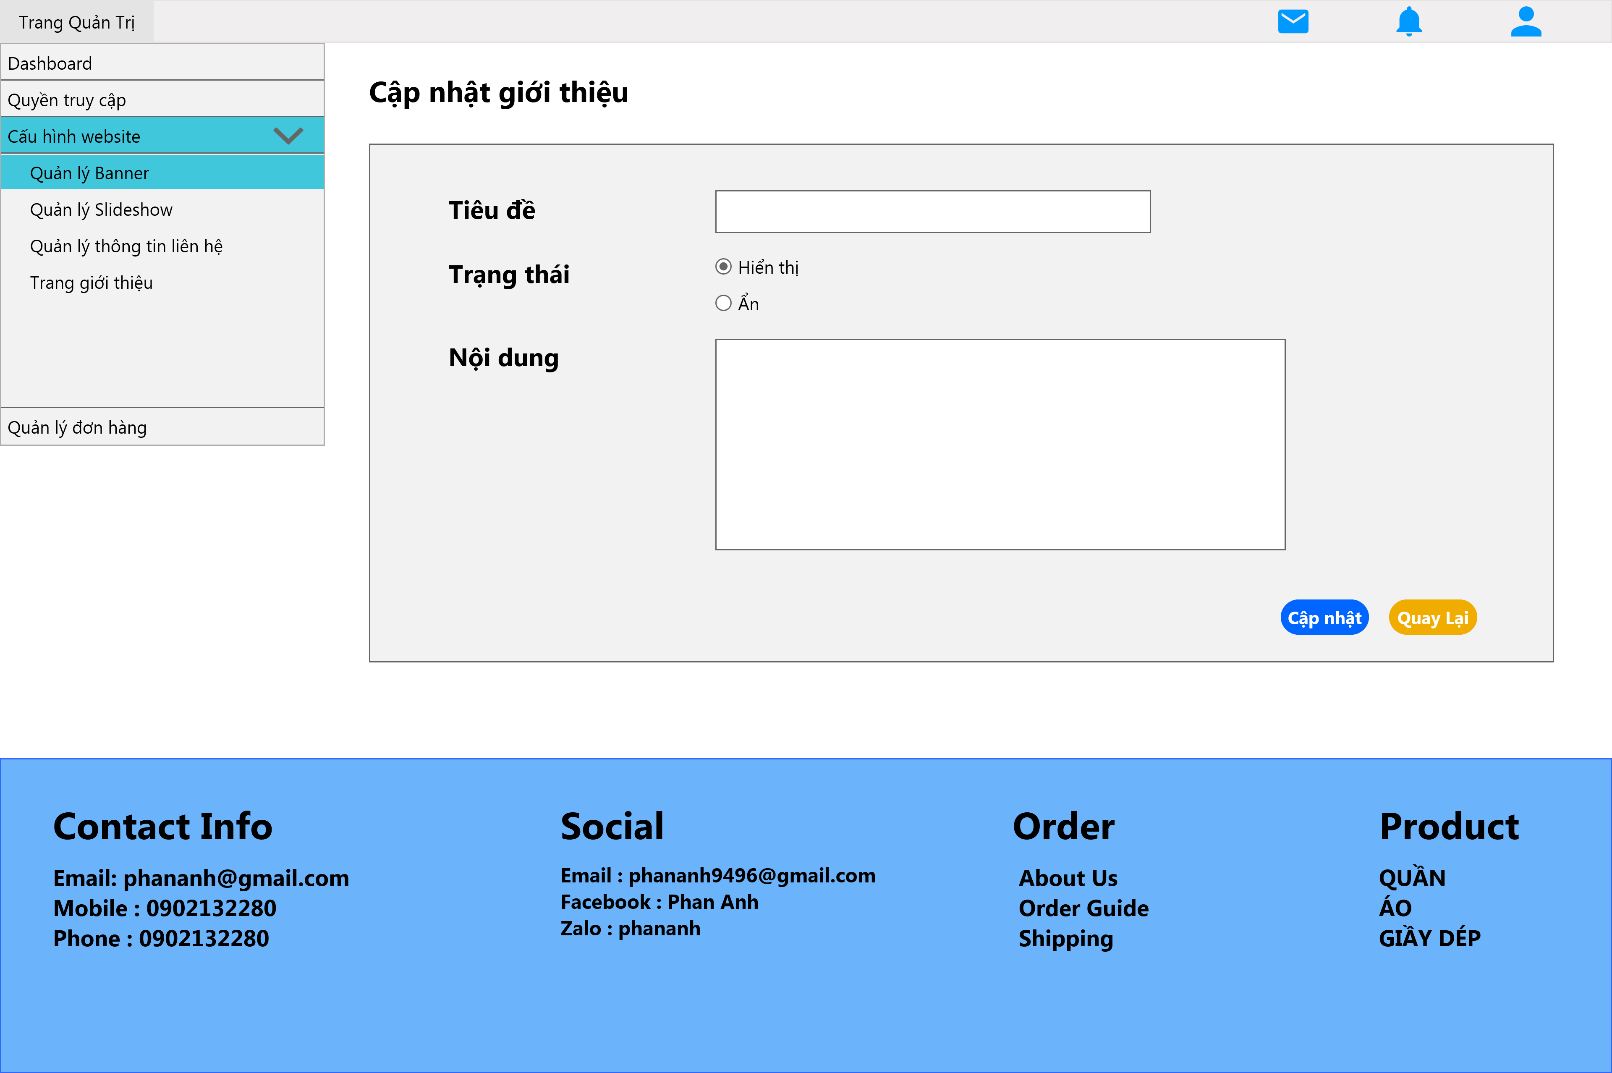 Trang Quản Trị
Dashboard
Quyền truy cập
Cấu hình website
Quản lý Banner
Quản lý Slideshow
Quản lý thông tin liên hệ
Trang giới thiệu
Quản lý đơn hàng
Cập nhật giới thiệu
Tiêu đề
Trạng thái
Hiển thị
Ẩn
Nội dung
Cập nhật
Quay Lại
Contact Info
Email: phananh@gmail.com
Mobile : 0902132280
Phone : 0902132280
Social
Email : phananh9496@gmail.com
Facebook : Phan Anh
Zalo : phananh
Order
About Us
Order Guide
Shipping
Product
QUẦN
ÁO
GIẦY DÉP